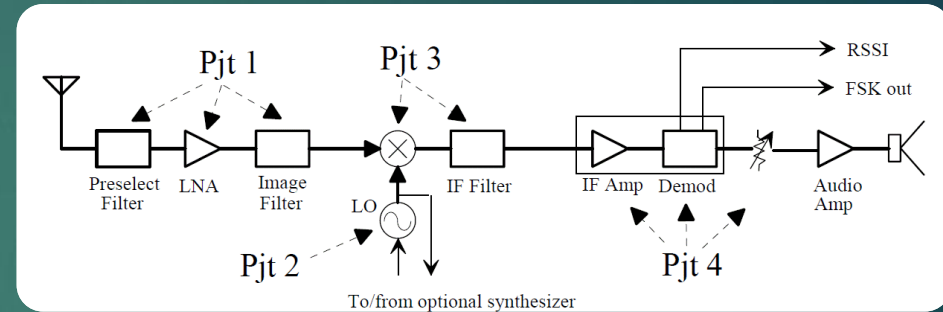 Pjt 1
Pjt 3
RSSI
FSK out
Preselect
Filter
LNA
Image
Filter
LO
IF Filter
IF Amp
Demod
Audio
Amp
Pjt 2
Pjt 4
To/from optional synthesizer